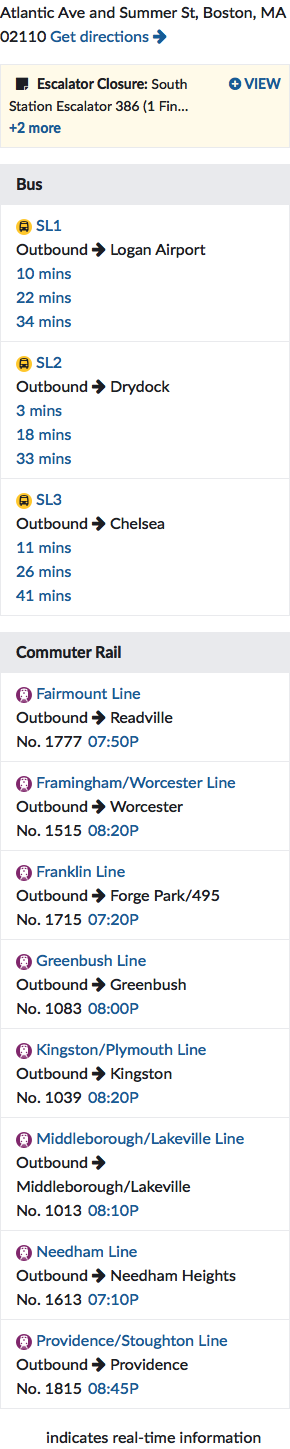 Atlantic Ave and Summer St, Boston, MA
02110 Get directions
Escalator Closure: South VIEW
Station Escalator 386 (1 Fin...
+2 more
Bus
SL1
Outbound Logan Airport
10 mins
22 mins
34 mins
SL2
Outbound Drydock
3 mins
18 mins
33 mins
SL3
Outbound Chelsea
11 mins
26 mins
41 mins
Commuter Rail
Fairmount Line
Outbound Readville
No. 1777 07:50P
Framingham/Worcester Line
Outbound Worcester
No. 1515 08:20P
Franklin Line
Outbound Forge Park/495
No. 1715 07:20P
Greenbush Line
Outbound Greenbush
No. 1083 08:00P
Kingston/Plymouth Line
Outbound Kingston
No. 1039 08:20P
Middleborough/Lakeville Line
Outbound
Middleborough/Lakeville
No. 1013 08:10P
Needham Line
Outbound Needham Heights
No. 1613 07:10P
Providence/Stoughton Line
Outbound Providence
No. 1815 08:45P
indicates real-time information